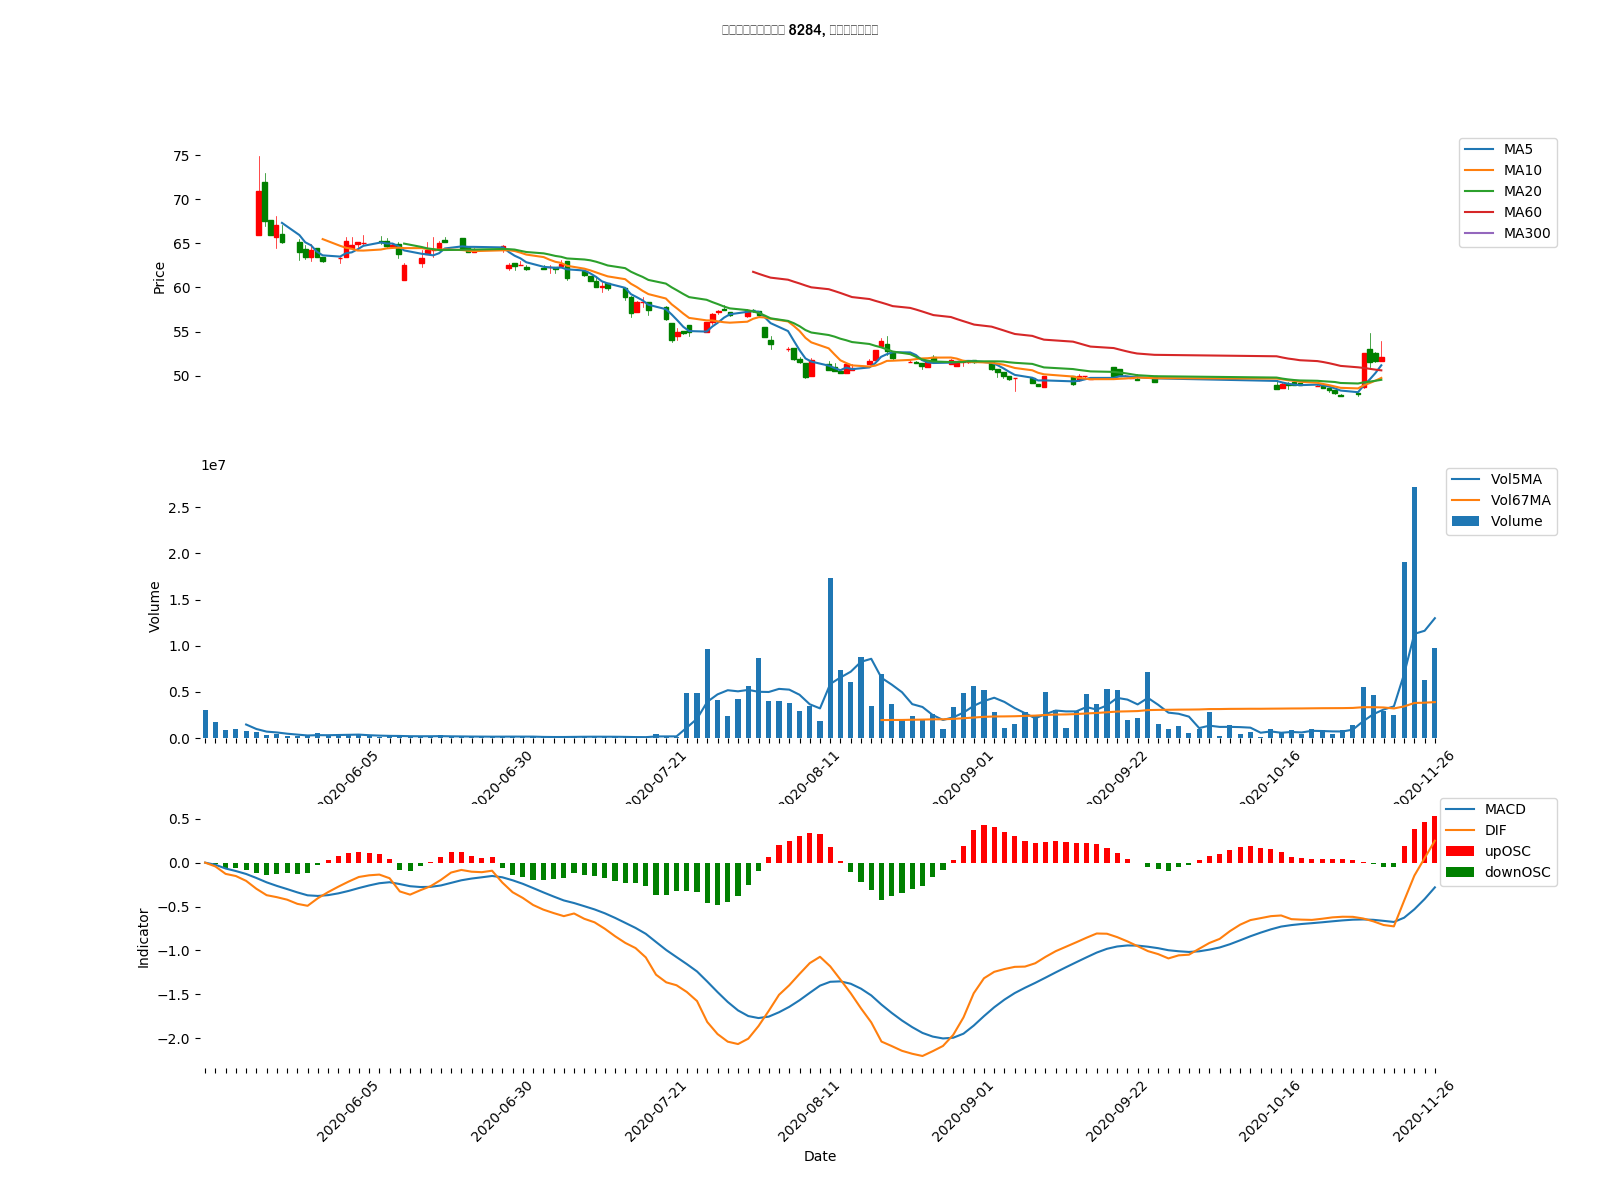 8284,
75
70
65
60
55
50
Price
MA5
MA10
MA20
MA60
MA300
1e7
2.5
2.0
1.5
1.0
0.5
0.0
Volume
Vol5MA
Vol67MA
Volume
2020-06-05
2020-06-30
2020-07-21
2020-08-11
2020-09-01
2020-09-22
2020-10-16
2020-11-26
0.5
0.0
−0.5
−1.0
−1.5
−2.0
Indicator
MACD
DIF
upOSC
downOSC
2020-06-05
2020-06-30
2020-07-21
2020-08-11
2020-09-01
2020-09-22
2020-10-16
2020-11-26
Date